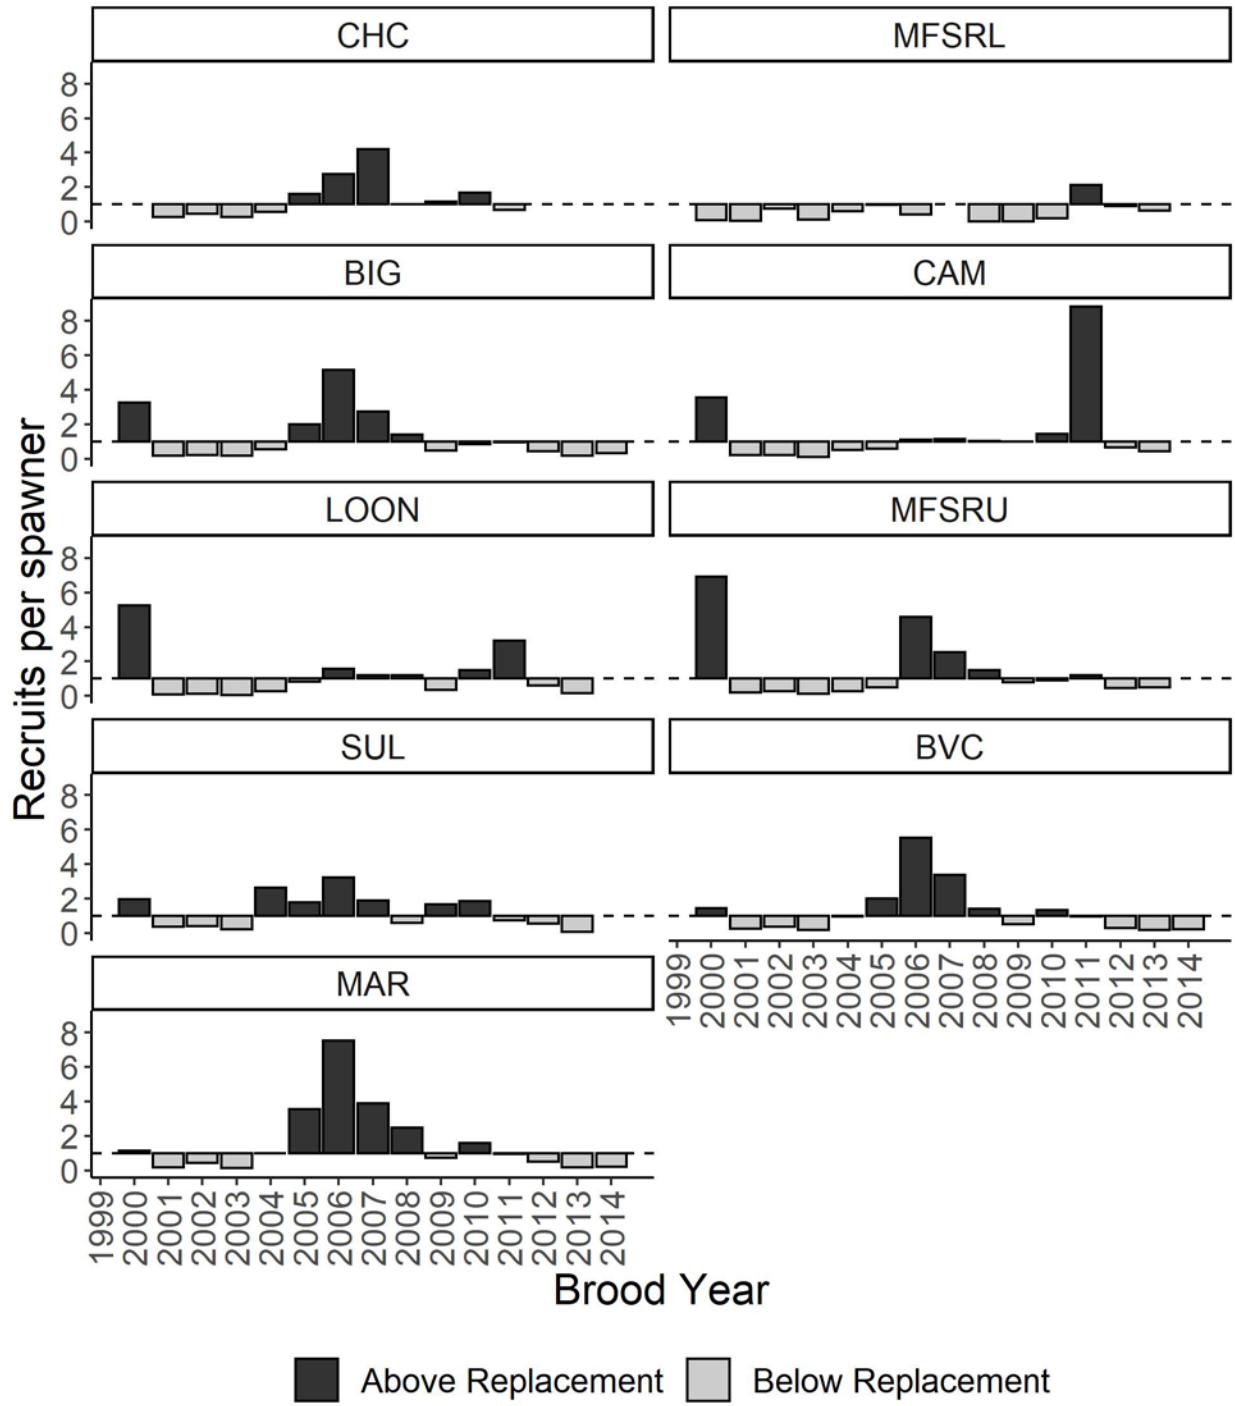 CHC MFSRL
8
6
4
2
0
BIG CAM
8
6
4
2
0
LOON MFSRU
8
6
4
2
0
SUL BVC
8
6
4
2
0
1999 2000 2001 2002 2003 2004 2005 2006 2007 2008 2009 2010 2011 2012 2013 2014
MAR
8
6
4
2
0
1999 2000 2001 2002 2003 2004 2005 2006 2007 2008 2009 2010 2011 2012 2013 2014
Recruits per spawner
Brood Year
Above Replacement Below Replacement